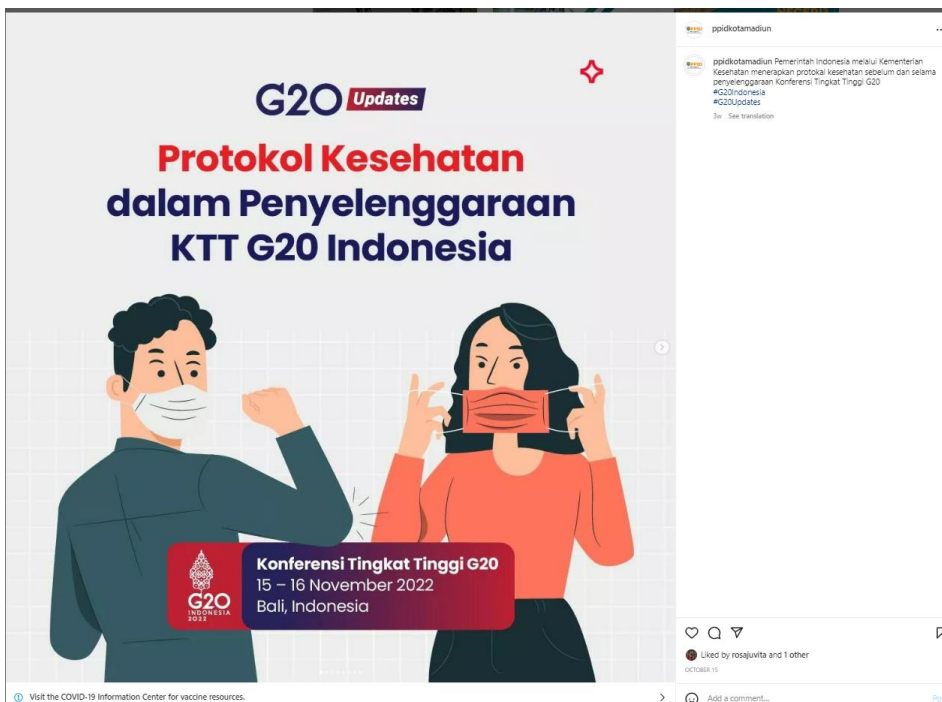 G20 Updates
Protokol Kesehatan
dalam Penyelenggaraan
KTT G20 Indonesia
G20
INDONESIA
2022
Konferensi Tingkat Tinggi G20
15 – 16 November 2022
Bali, Indonesia
Visit the COVID-19 Information Center for vaccine resources.
ppidkotamadiun
ppidkotamadiun Pemerintah Indonesia melalui Kementerian
Kesehatan menerapkan protokal kesehatan sebelum dan selama
penyelenggaraan Konferensi Tingkat Tinggi G20
#G20Indonesia
#G20Updates
3w See translation
Liked by rosajuvita and 1 other
OCTOBER 15
Add a comment...